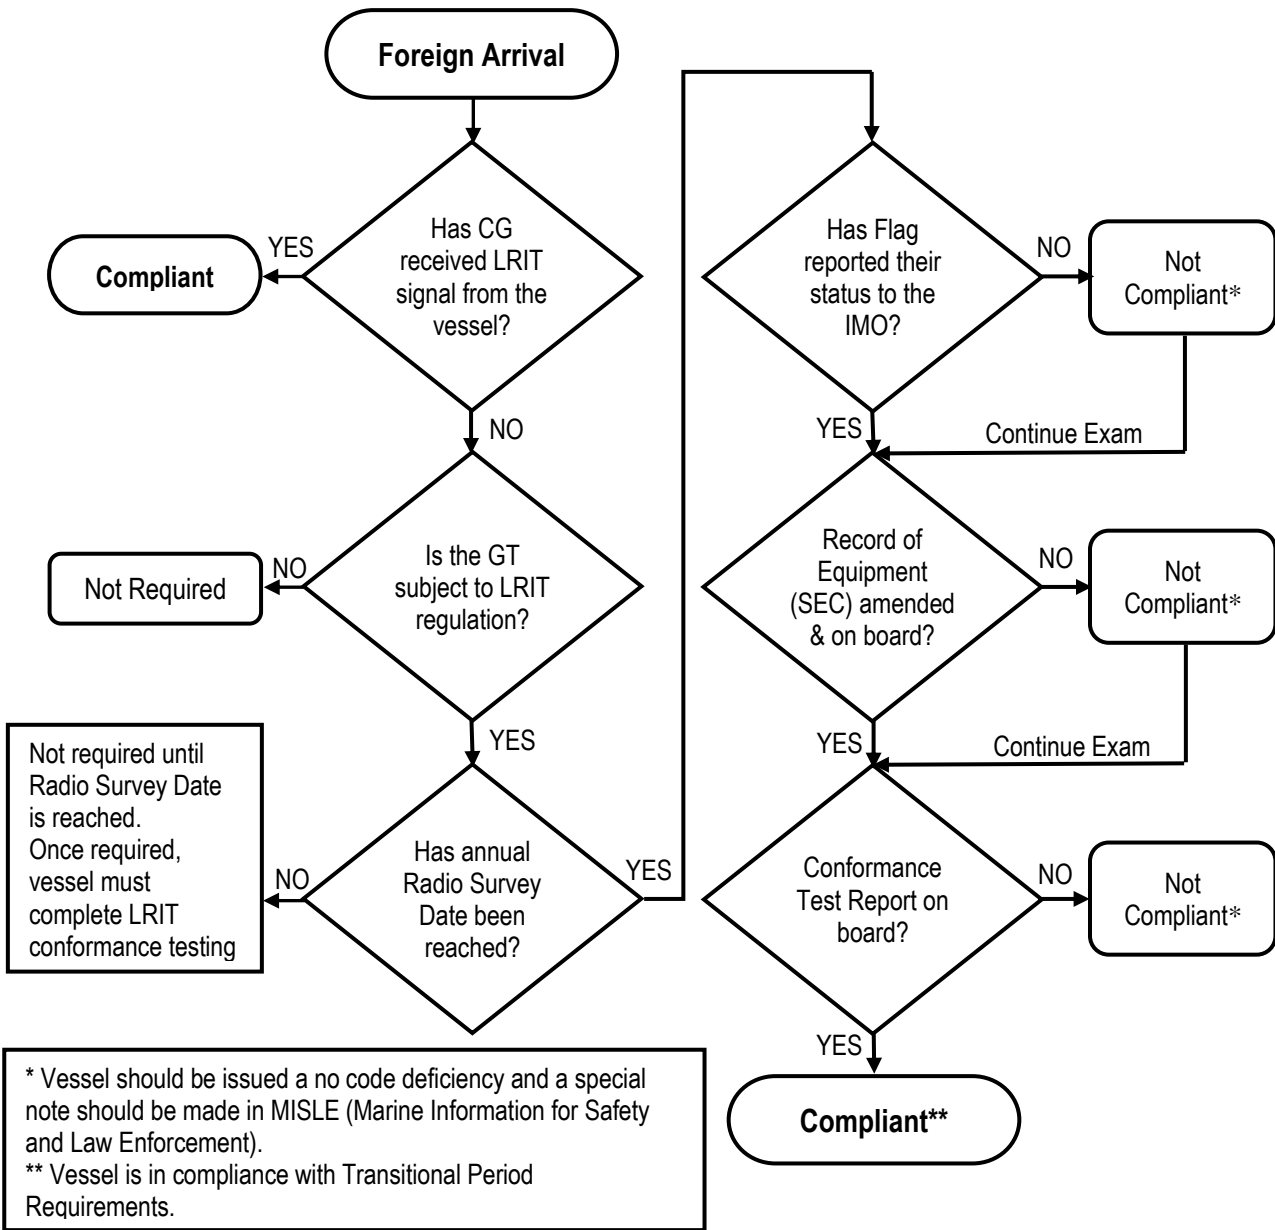 Foreign Arrival
Has CG
received LRIT
signal from the
vessel?
YES
Compliant
NO
Is the GT
subject to LRIT
regulation?
NO
Not Required
YES
Has annual
Radio Survey
Date been
reached?
NO
Not required until
Radio Survey Date
is reached.
Once required,
vessel must
complete LRIT
conformance testing
YES
Has Flag
reported their
status to the
IMO?
NO
Not
Compliant*
YES
Continue Exam
Record of
Equipment
(SEC) amended
& on board?
NO
Not
Compliant*
YES
Continue Exam
Conformance
Test Report on
board?
NO
Not
Compliant*
YES
Compliant**
* Vessel should be issued a no code deficiency and a special
note should be made in MISLE (Marine Information for Safety
and Law Enforcement).
** Vessel is in compliance with Transitional Period
Requirements.